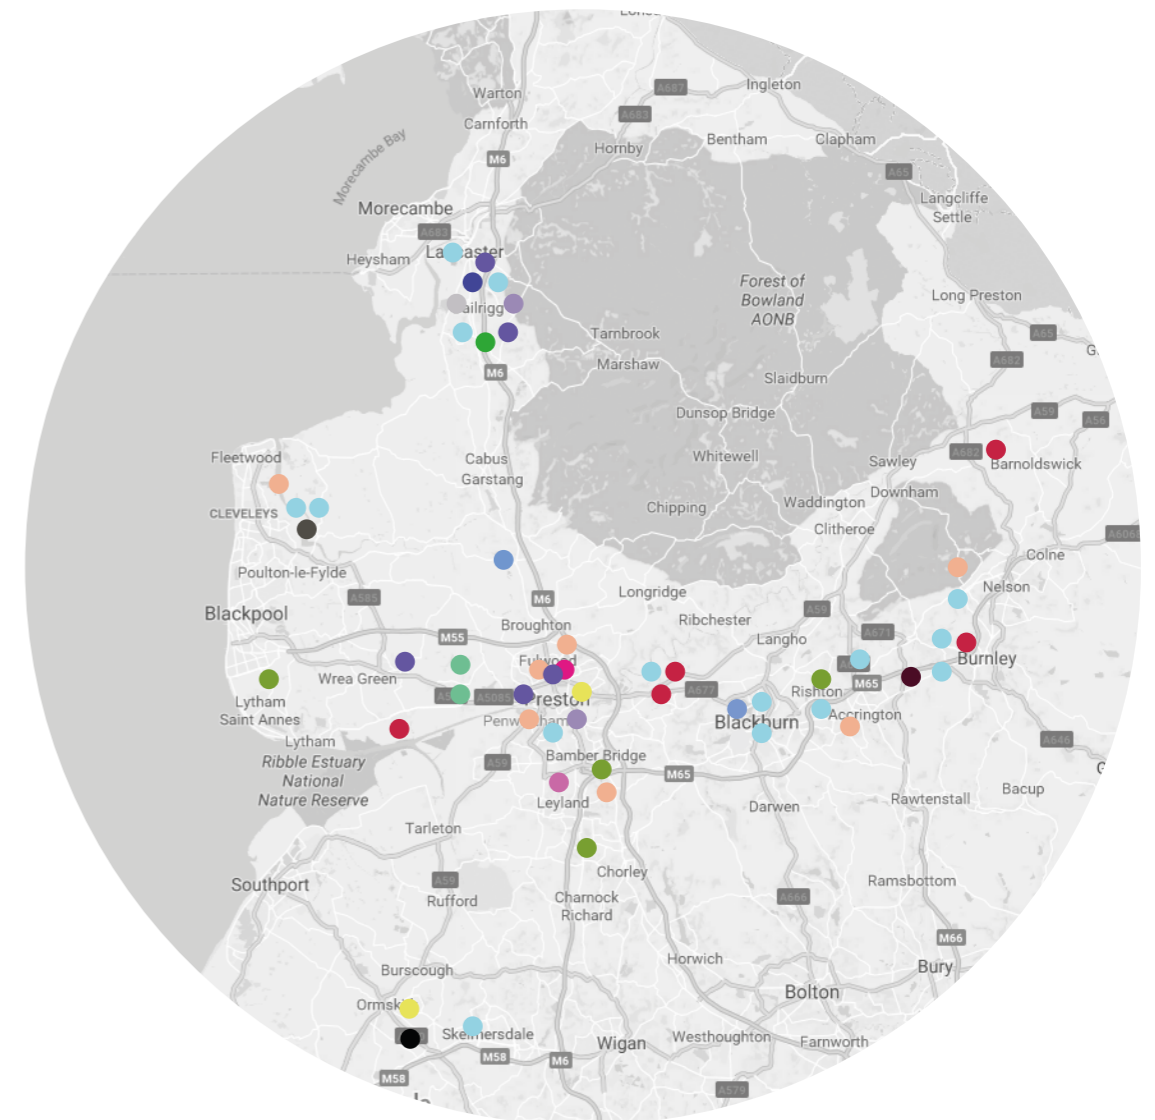 Ingleton
A687
Warton
A683
Carnforth
Bentham
Clapham
Hornby
M6
A65
Morecambe Bay
Langcliffe
Settle
Morecambe
A683
Heysham
Forest of
Bowland
AONB
Long Preston
Tarnbrook
A65
A682
Marshaw
M6
Slaidburn
Dunsop Bridge
A59
A56
Fleetwood
Cabus
Whitewell
Sawley
A682
Barnoldswick
Garstang
CLEVELEYS
Chipping
Waddington
Downham
Clitheroe
Colne
Poulton-le-Fylde
A585
M6
Longridge
Nelson
Blackpool
A59
Broughton
Ribchester
M55
Langho
A671
Burnley
Wrea Green
A677
Rishton
M65
Lytham
Saint Annes
Preston
Blackburn
Accrington
Lytham
Ribble Estuary
National
Nature Reserve
A59
Bamber Bridge
M65
A646
Leyland
Darwen
Rawtenstall
Bacup
Tarleton
Southport
A59
Chorley
Ramsbottom
Rufford
Charnock
Richard
A666
M66
Burscough
Horwich
Bury
Bolton
Skelmersdale
Wigan
Westhoughton
Farnworth
M58
M6
M58
A579